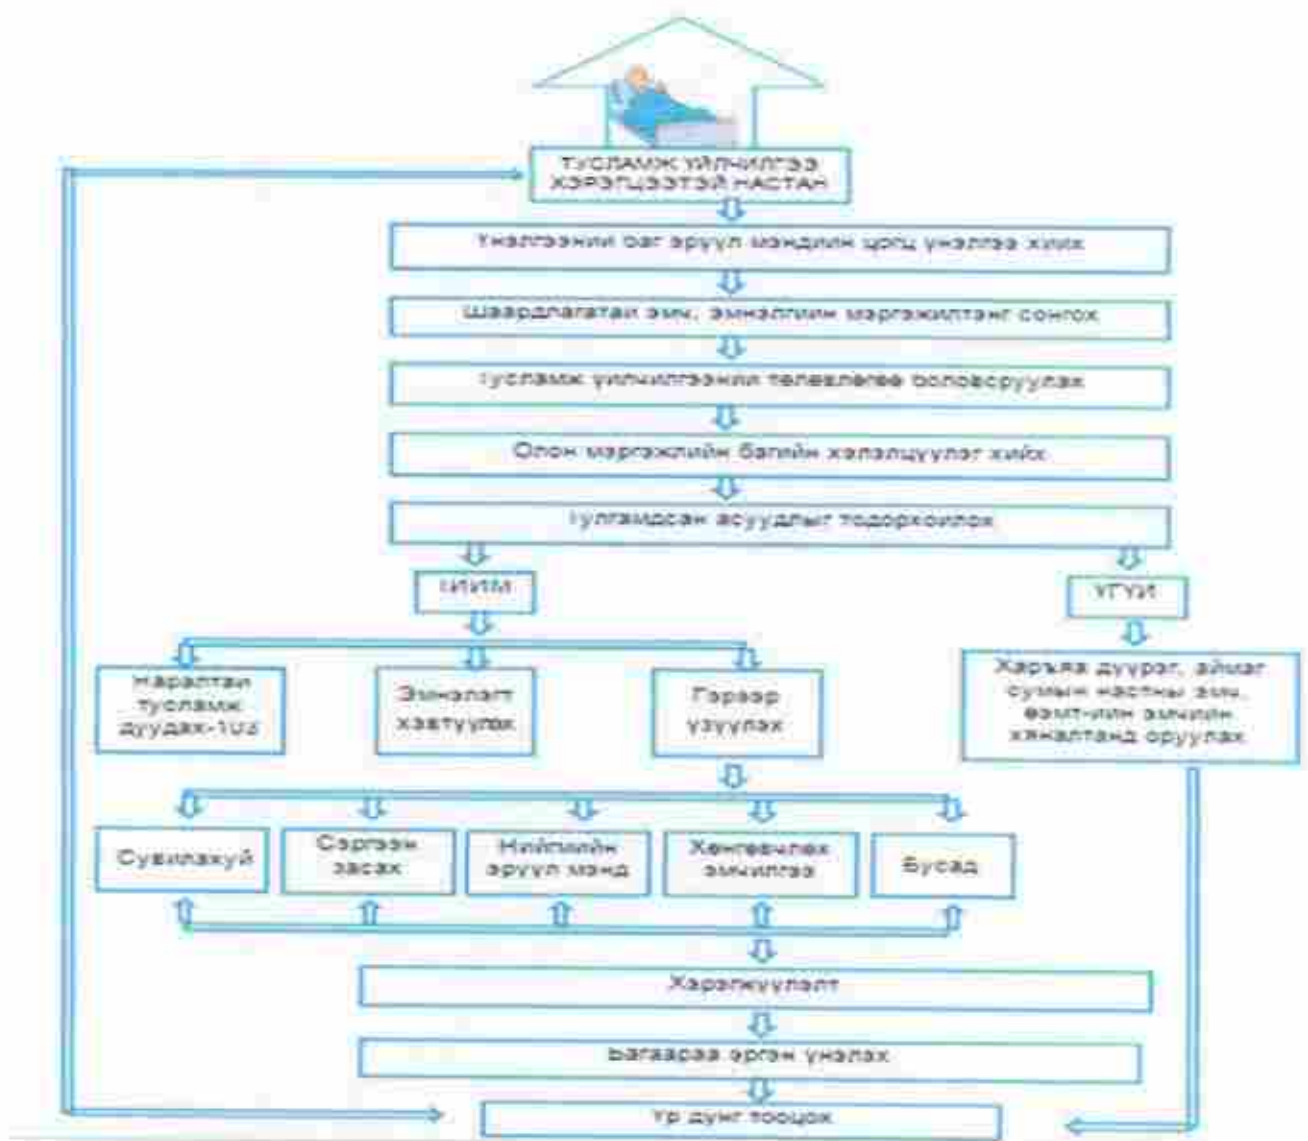 ТУСЛАМЖ ҮЙЛЧИЛГЭЭ
ХЭРЭГЦЭЭТЭЙ НАСТАН
Үнэлгээний баг эрүүл мэндийн цогц үнэлгээ хийх
Шаардлагатай эмч, эмнэлгийн мэргэжилтэнг сонгох
Тусламж үйлчилгээний төлөвлөгөө боловсруулах
Олон мэргэжлийн багийн хэлэлцүүлэг хийх
Тулгамдсан асуудлыг тодорхойлох
ТИЙМ
ҮГҮЙ
Яаралтай
тусламж
дуудах-103
Эмнэлэгт
хэвтүүлэх
Гэрээр
үзүүлэх
Харъяа дүүрэг, аймаг
сумын настны эмч,
өэмт-ийн эмчийн
хяналтанд оруулах
Сувилахуй
Сэргээн
засах
Нийгмийн
эрүүл мэнд
Хөнгөвчлөх
эмчилгээ
Бусад
Хэрэгжүүлэлт
Багаараа эргэн үнэлэх
Үр дүнг тооцох